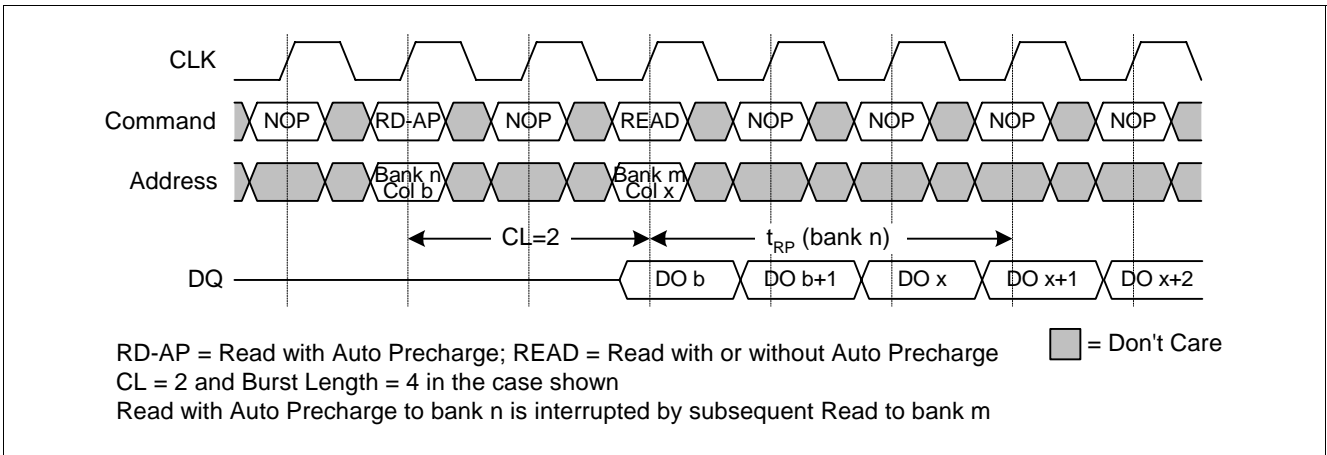 CLK
Command NOP RD-AP NOP READ NOP NOP NOP NOP
Address Bank n Col b Bank m Col x
CL=2 tRP (bank n)
DQ DO b DO b+1 DO x DO x+1 DO x+2
RD-AP = Read with Auto Precharge; READ = Read with or without Auto Precharge
= Don't Care
CL = 2 and Burst Length = 4 in the case shown
Read with Auto Precharge to bank n is interrupted by subsequent Read to bank m